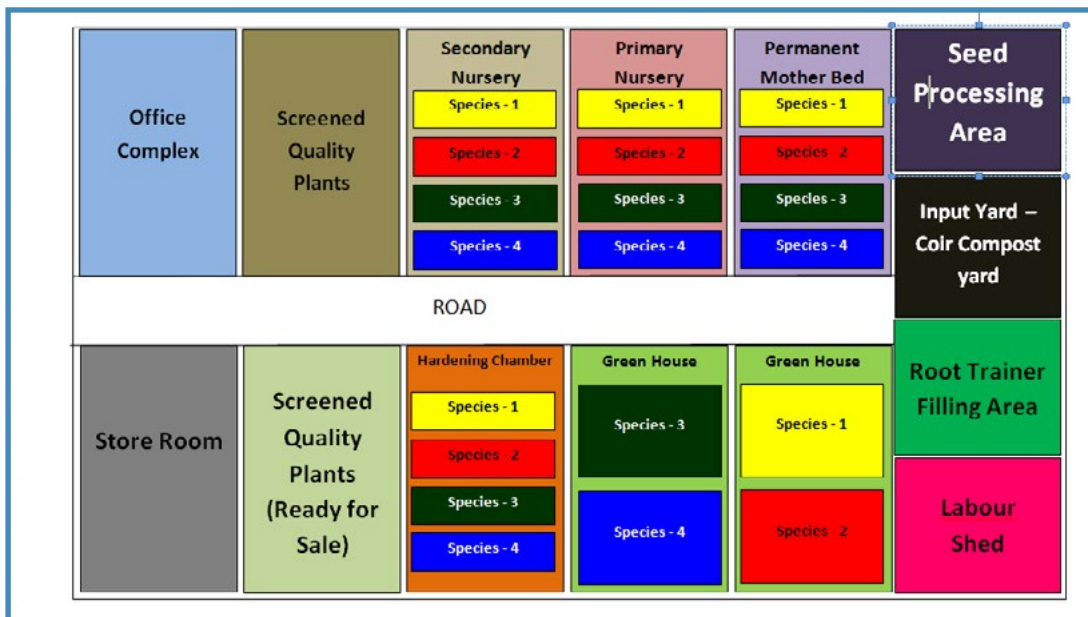 Office
Complex
Screened
Quality
Plants
Secondary
Nursery
Species - 1
Species - 2
Species - 3
Species - 4
Primary
Nursery
Species - 1
Species - 2
Species - 3
Species - 4
Permanent
Mother Bed
Species - 1
Species - 2
Species - 3
Species - 4
Seed
Processing
Area
Input Yard –
Coir Compost
yard
ROAD
Store Room
Screened
Quality
Plants
(Ready for
Sale)
Hardening Chamber
Species - 1
Species - 2
Species - 3
Species - 4
Green House
Species - 3
Species - 4
Green House
Species - 1
Species - 2
Root Trainer
Filling Area
Labour
Shed